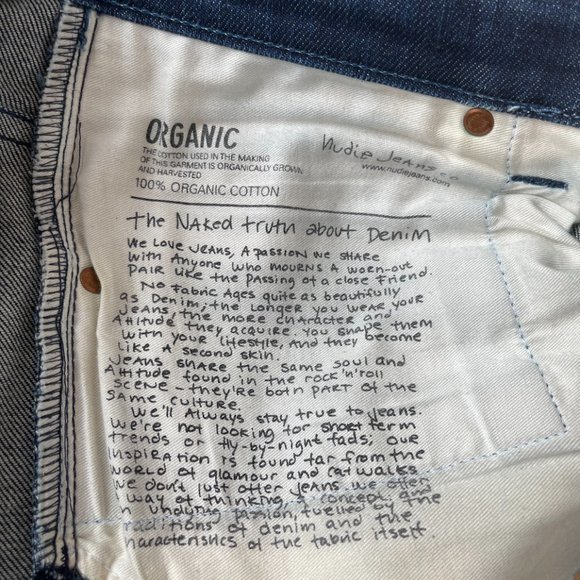 ORGANIC
THE COTTON USED IN THE MAKING
OF THIS GARMENT IS ORGANICALLY GROWN
AND HARVESTED
100% ORGANIC COTTON
Nudie Jeans co
www.nudiejeans.com
the Naked truth about Denim
We Love Jeans, A passion we share
with Anyone who mourns a worn-out
pair like the passing of a close friend.
No Fabric Ages quite as beautifully
as Denim; the longer you wear your
Jeans, the more character and
Attitude they acquire. You shape them
with your lifestyle, and they become
like a second skin.
Jeans share the same soul and
Attitude found in the rock'n'roll
scene - they're both part of the
same culture.
We'll Always stay true to jeans.
We're not looking for short term
trends or fly-by-night fads; our
inspiration is found far from the
world of glamour and catwalks.
We don't just offer jeans we offer
way of thinking, a concept and
n undying passion, fuelled by the
raditions of denim and the
haracteristics of the fabric itself.